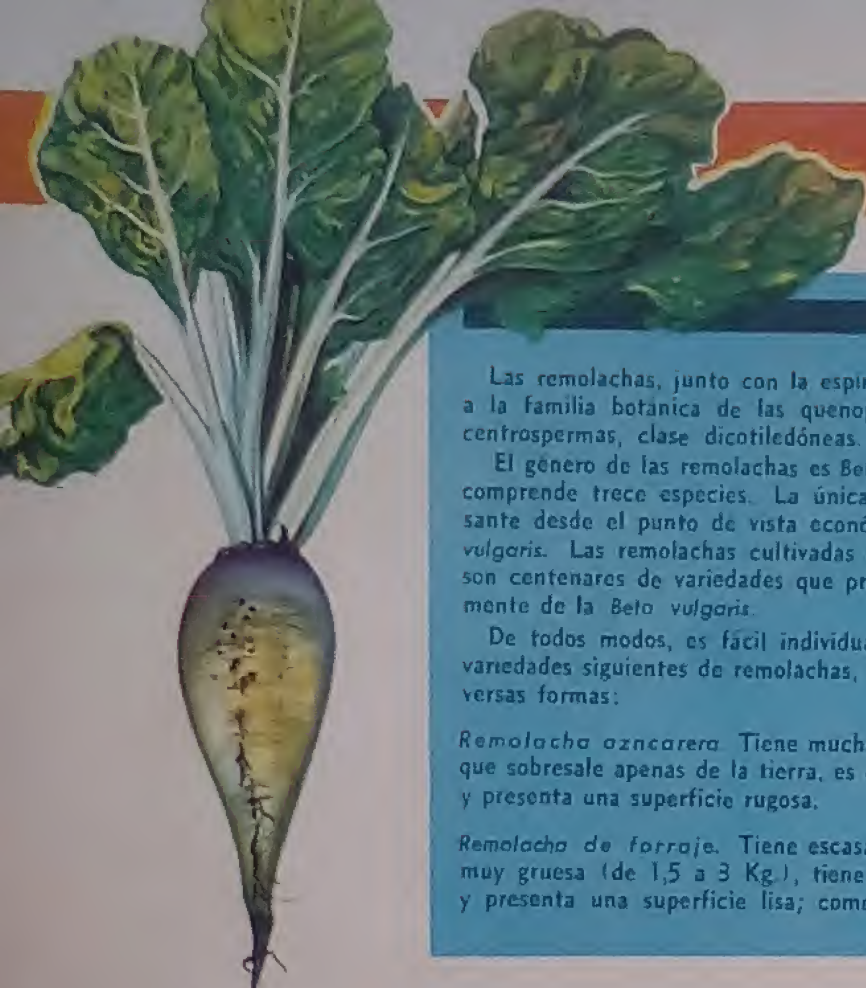 Las remolachas, junto con la espin
a la familia botánica de las queno
centrospermas, clase dicotiledóneas.
El género de las remolachas es Be
comprende trece especies. La única
sante desde el punto de vista econó
vulgaris. Las remolachas cultivadas
son centenares de variedades que pr
mente de la Beta vulgaris.
De todos modos, es fácil individua
variedades siguientes de remolachas,
versas formas:
Remolacha azncarera. Tiene much
que sobresale apenas de la tierra, es
y presenta una superficie rugosa.
Remolacha de forraje. Tiene escas
muy gruesa (de 1,5 a 3 Kg.), tiene
y presenta una superficie lisa; com